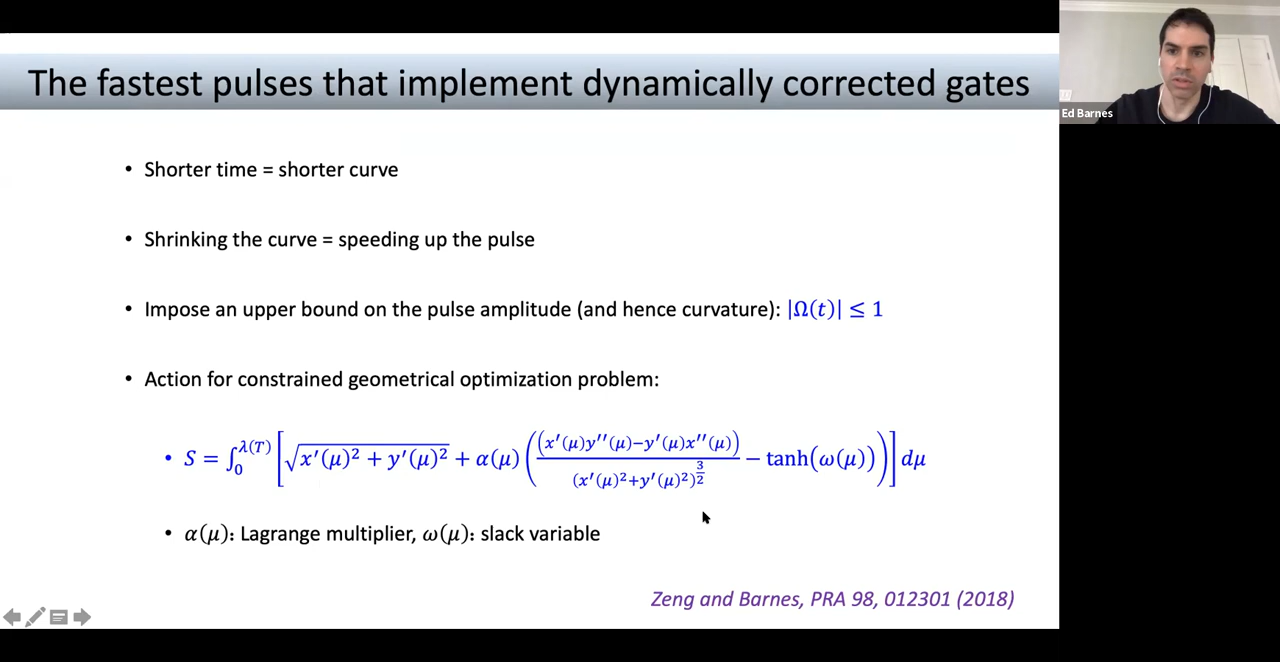 The fastest pulses that implement dynamically corrected gates
Ed Barnes
• Shorter time = shorter curve
• Shrinking the curve = speeding up the pulse
• Impose an upper bound on the pulse amplitude (and hence curvature): |Ω(t)| ≤ 1
• Action for constrained geometrical optimization problem:
• S = ∫₀^λ(T) [√(x′(μ)² + y′(μ)²) + α(μ) ((x′(μ)y′′(μ)−y′(μ)x′′(μ)) / (x′(μ)²+y′(μ)²)^(3/2) − tanh(ω(μ)))] dμ
• α(μ): Lagrange multiplier, ω(μ): slack variable
Zeng and Barnes, PRA 98, 012301 (2018)